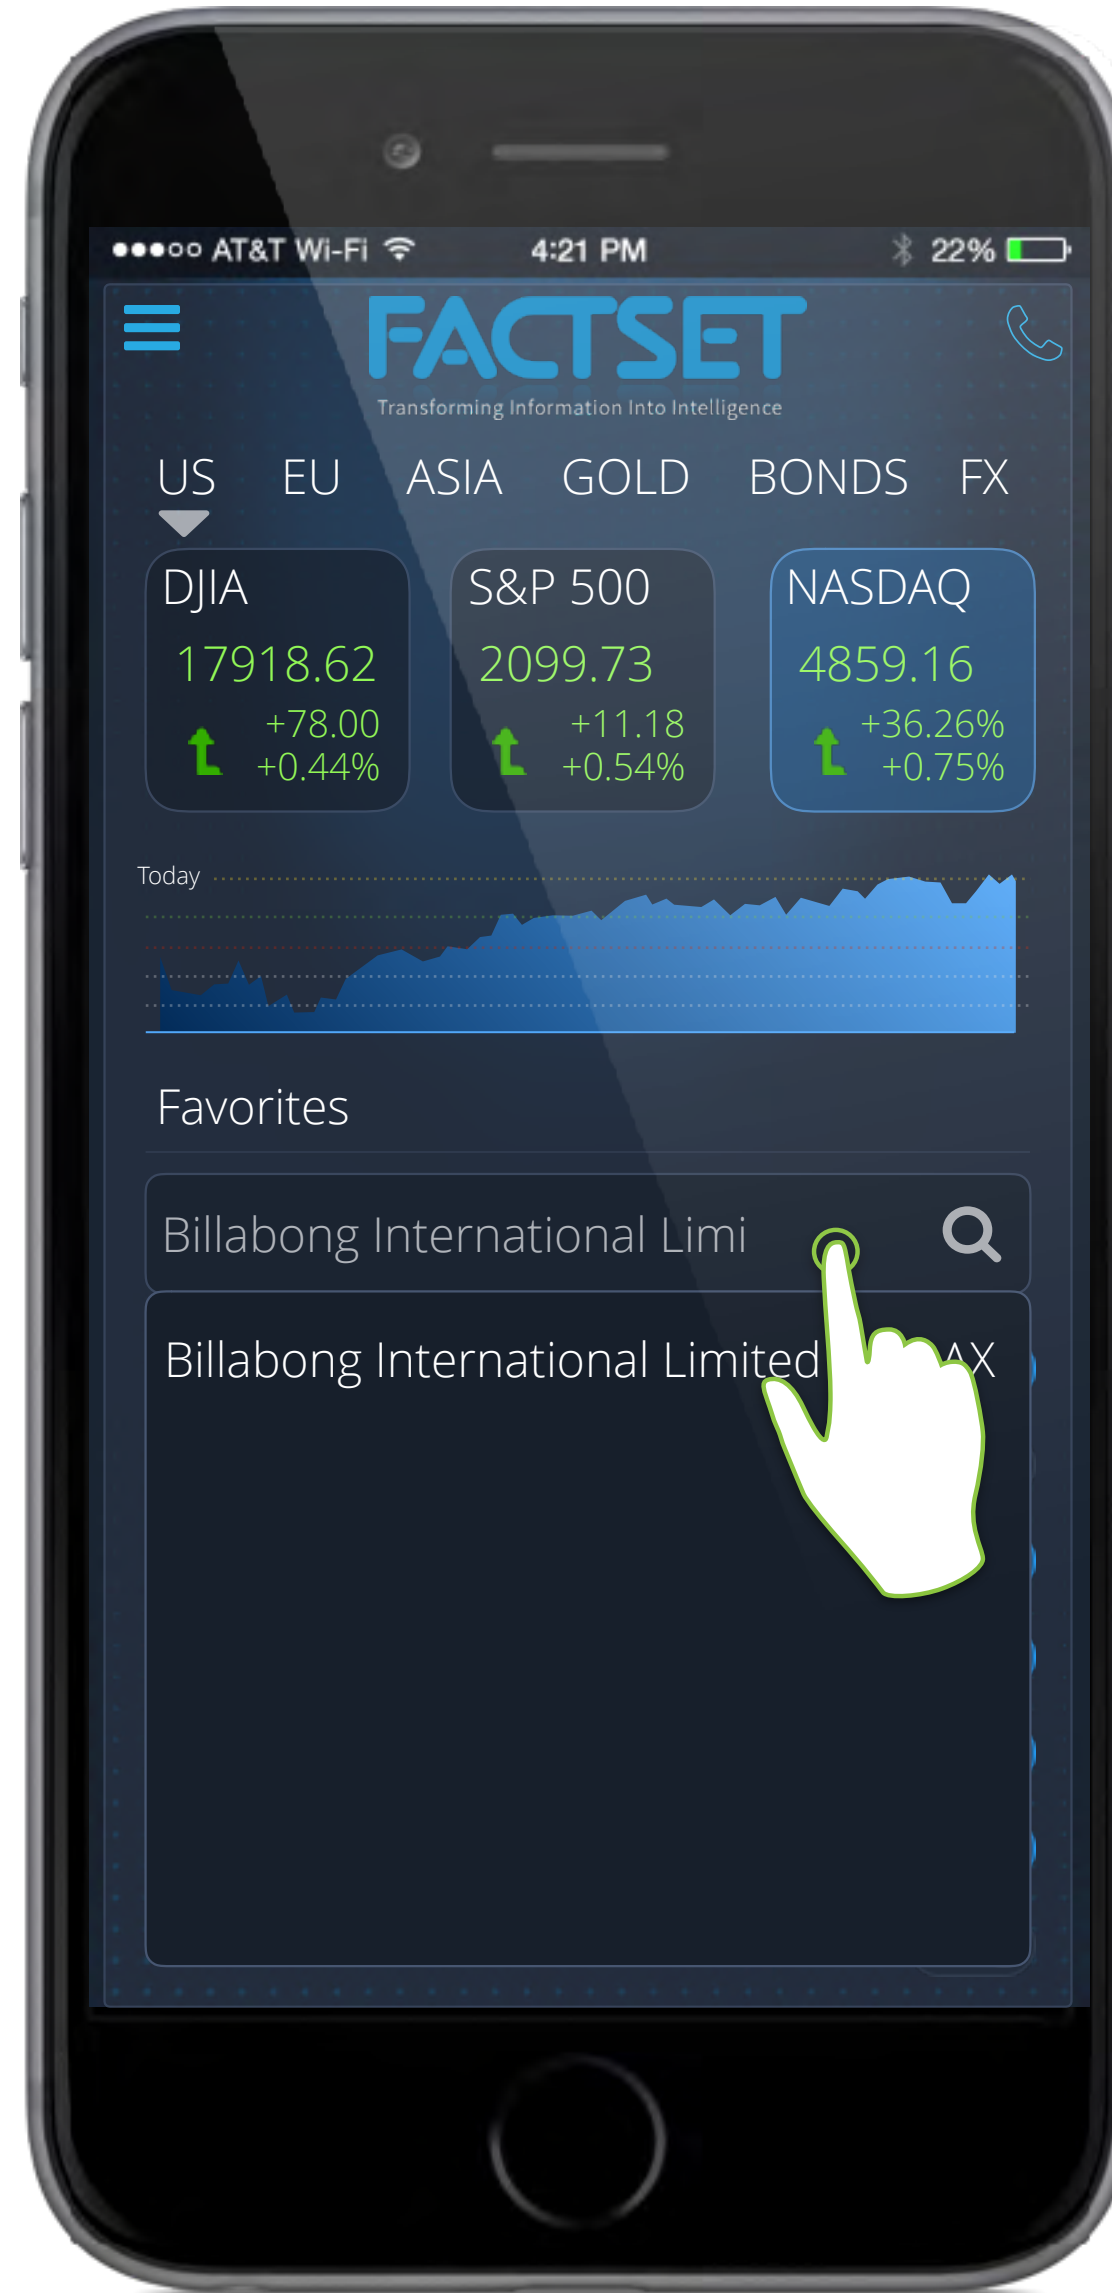 AT&T Wi-Fi 4:21 PM 22%
FACTSET
Transforming Information Into Intelligence
US EU ASIA GOLD BONDS FX
DJIA S&P 500 NASDAQ
17918.62 2099.73 4859.16
+78.00 +11.18 +36.26%
+0.44% +0.54% +0.75%
Today
Favorites
Billabong International Limi
Billabong International Limited